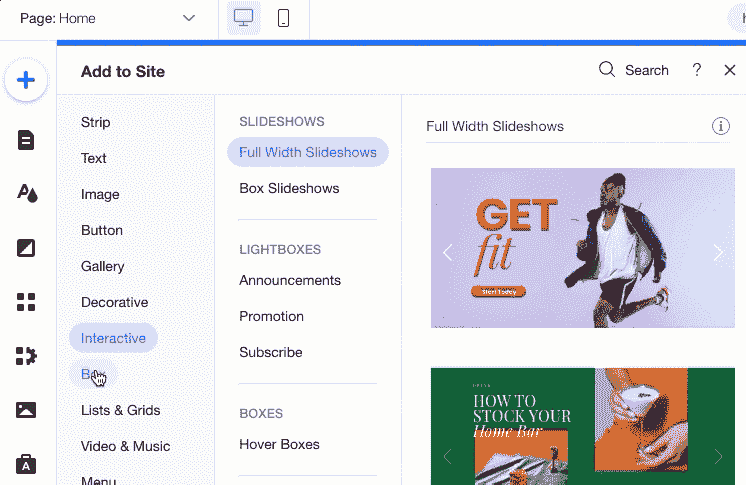 Page: Home
Add to Site
Search
?
Strip
Text
Image
Button
Gallery
Decorative
Interactive
Box
Lists & Grids
Video & Music
Menu
SLIDESHOWS
Full Width Slideshows
Box Slideshows
LIGHTBOXES
Announcements
Promotion
Subscribe
BOXES
Hover Boxes
Full Width Slideshows
GET
fit
Start Today
HOW TO
STOCK YOUR
Home Bar
A